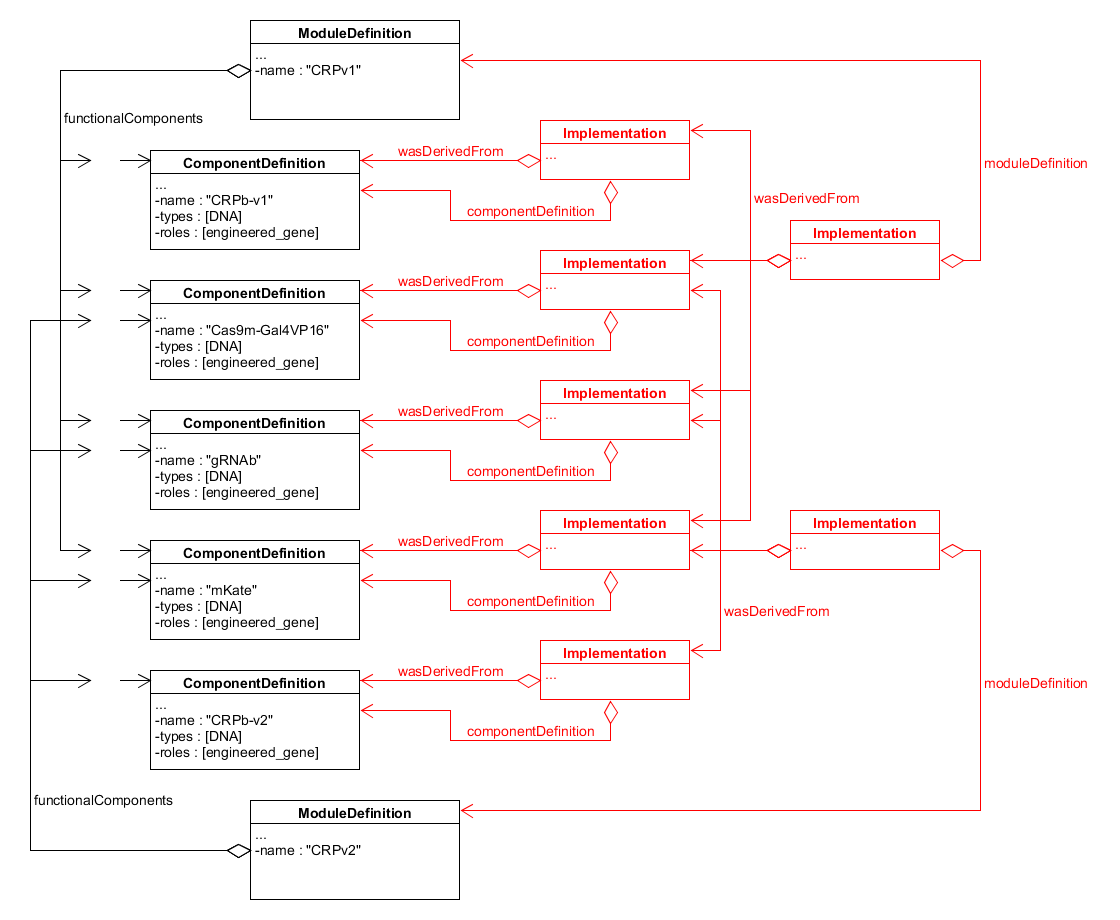 ModuleDefinition
...
-name : "CRPv1"
functionalComponents
Implementation
...
wasDerivedFrom
ComponentDefinition
...
-name : "CRPb-v1"
-types : [DNA]
-roles : [engineered_gene]
componentDefinition
moduleDefinition
wasDerivedFrom
Implementation
...
Implementation
...
wasDerivedFrom
ComponentDefinition
...
-name : "Cas9m-Gal4VP16"
-types : [DNA]
-roles : [engineered_gene]
componentDefinition
Implementation
...
wasDerivedFrom
ComponentDefinition
...
-name : "gRNAb"
-types : [DNA]
-roles : [engineered_gene]
componentDefinition
Implementation
...
Implementation
...
wasDerivedFrom
ComponentDefinition
...
-name : "mKate"
-types : [DNA]
-roles : [engineered_gene]
componentDefinition
wasDerivedFrom
Implementation
...
wasDerivedFrom
ComponentDefinition
...
-name : "CRPb-v2"
-types : [DNA]
-roles : [engineered_gene]
componentDefinition
moduleDefinition
functionalComponents
ModuleDefinition
...
-name : "CRPv2"